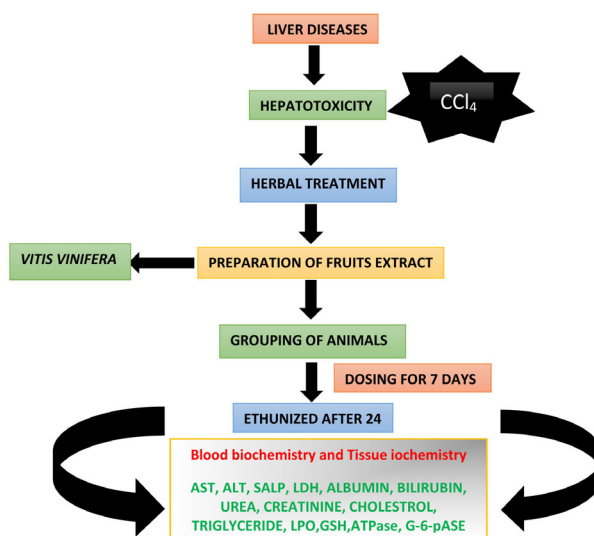 LIVER DISEASES
HEPATOTOXICITY
CCl₄
HERBAL TREATMENT
VITIS VINIFERA
PREPARATION OF FRUITS EXTRACT
GROUPING OF ANIMALS
DOSING FOR 7 DAYS
ETHUNIZED AFTER 24
Blood biochemistry and Tissue iochemistry
AST, ALT, SALP, LDH, ALBUMIN, BILIRUBIN,
UREA, CREATININE, CHOLESTROL,
TRIGLYCERIDE, LPO,GSH,ATPase, G-6-pASE